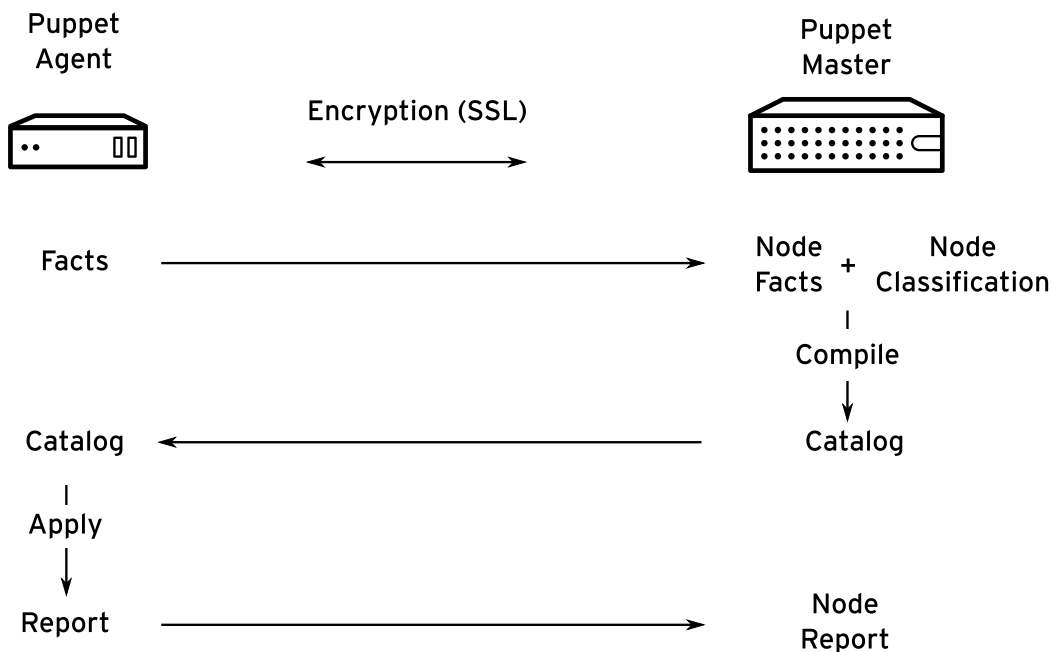 Puppet
Agent
Puppet
Master
Encryption (SSL)
Facts
Node
Facts
+
Node
Classification
Compile
Catalog
Catalog
Apply
Report
Node
Report